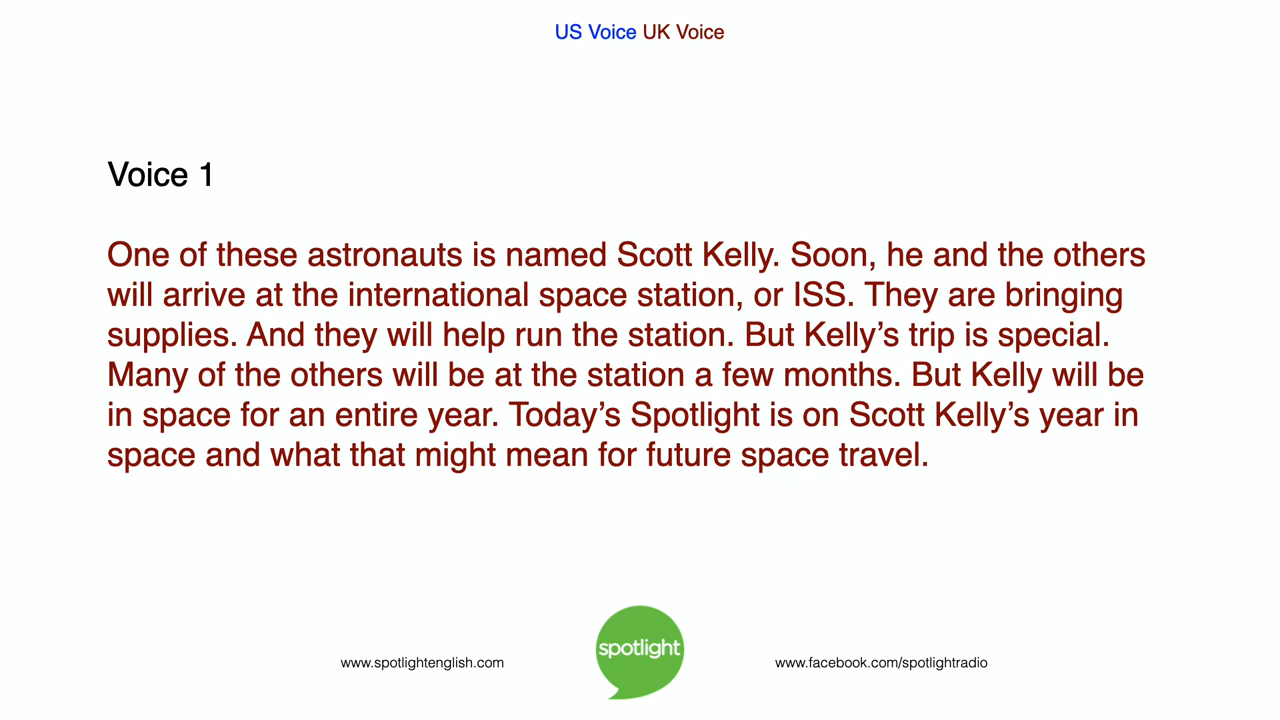 US Voice UK Voice
Voice 1
One of these astronauts is named Scott Kelly. Soon, he and the others
will arrive at the international space station, or ISS. They are bringing
supplies. And they will help run the station. But Kelly’s trip is special.
Many of the others will be at the station a few months. But Kelly will be
in space for an entire year. Today’s Spotlight is on Scott Kelly’s year in
space and what that might mean for future space travel.
www.spotlightenglish.com
spotlight
www.facebook.com/spotlightradio